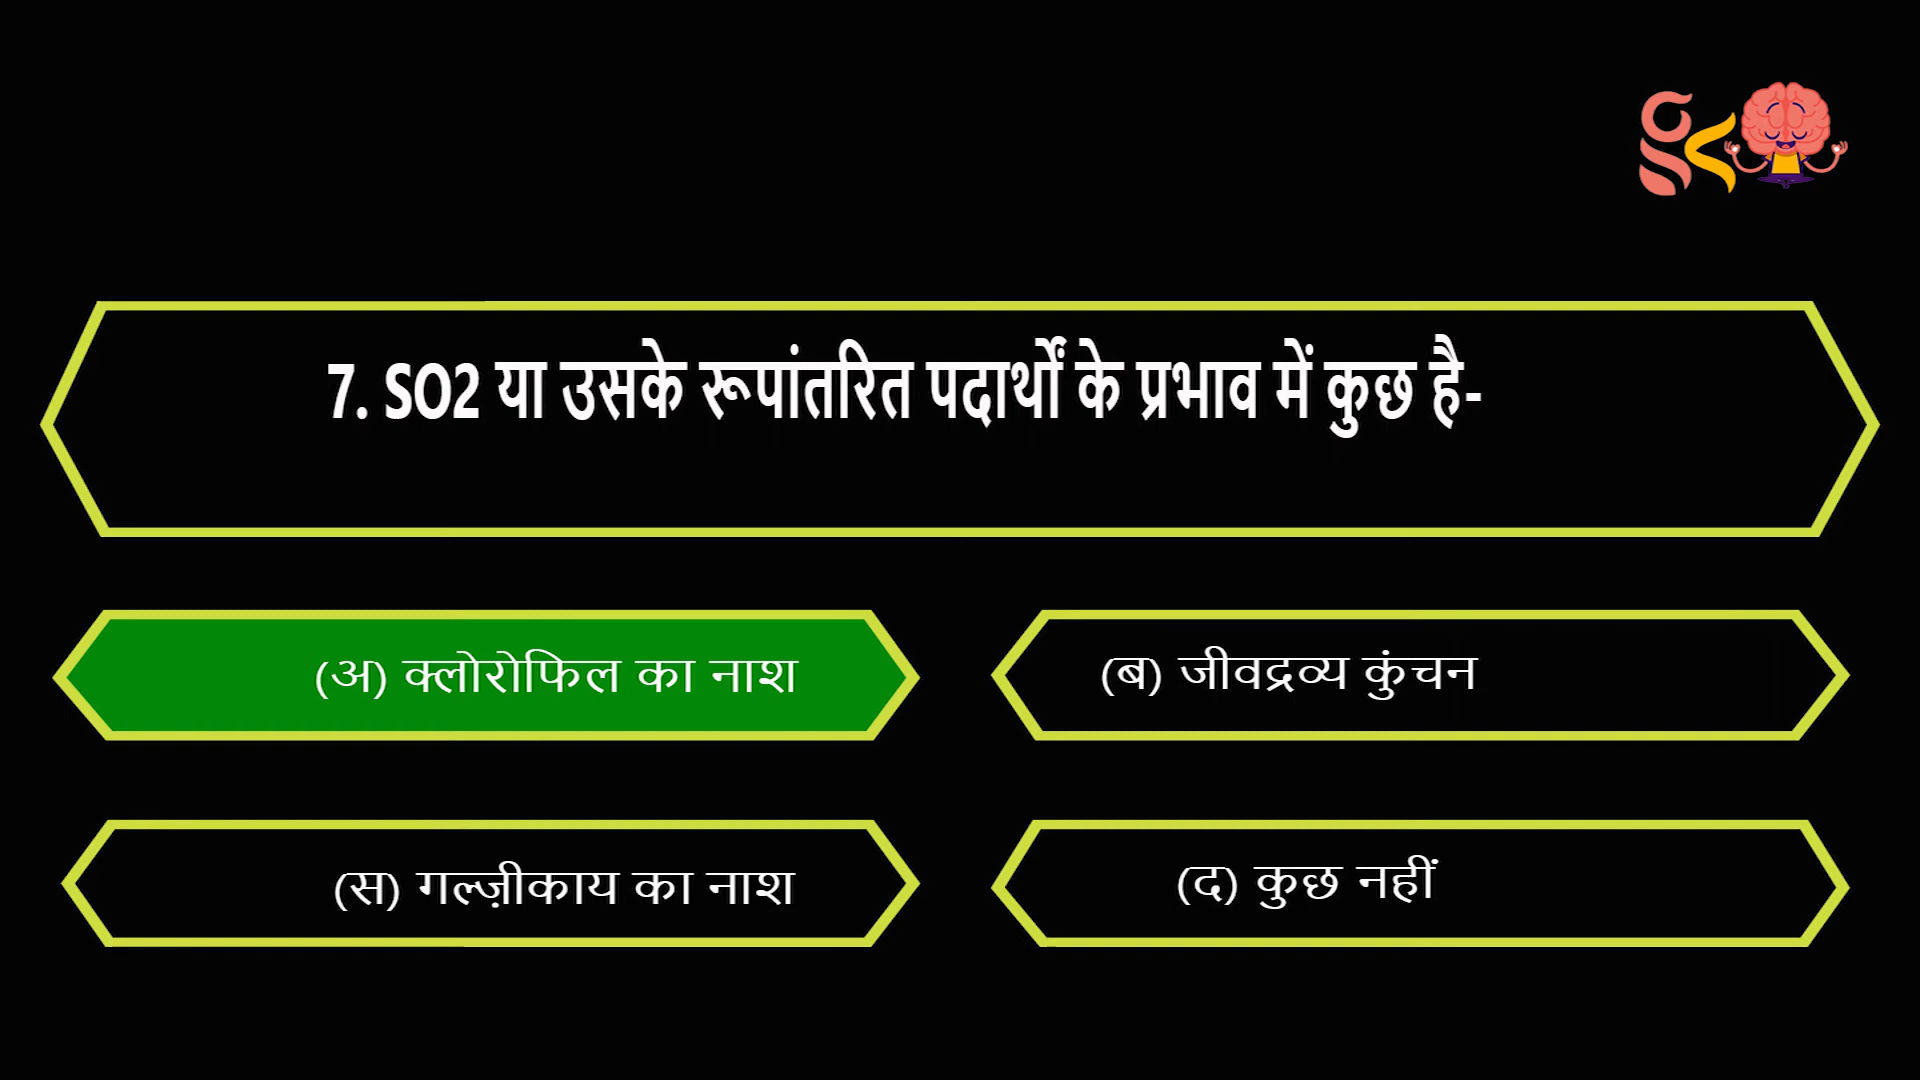 7. SO2 या उसके रूपांतरित पदार्थों के प्रभाव में कुछ है-
(अ) क्लोरोफिल का नाश
(ब) जीवद्रव्य कुंचन
(स) गल्ज़ीकाय का नाश
(द) कुछ नहीं